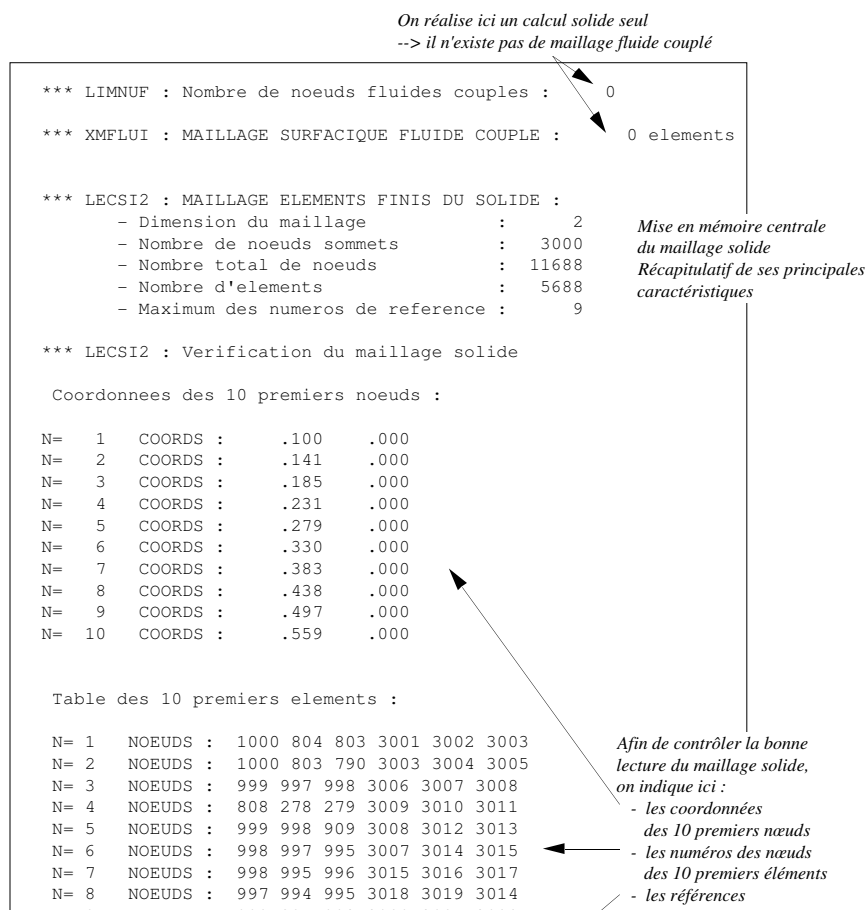 On réalise ici un calcul solide seul
--> il n'existe pas de maillage fluide couplé
*** LIMNUF : Nombre de noeuds fluides couples : 0
*** XMFLUI : MAILLAGE SURFACIQUE FLUIDE COUPLE : 0 elements
*** LECSI2 : MAILLAGE ELEMENTS FINIS DU SOLIDE :
- Dimension du maillage : 2
- Nombre de noeuds sommets : 3000
- Nombre total de noeuds : 11688
- Nombre d'elements : 5688
- Maximum des numeros de reference : 9
Mise en mémoire centrale
du maillage solide
Récapitulatif de ses principales
caractéristiques
*** LECSI2 : Verification du maillage solide
Coordonnees des 10 premiers noeuds :
N= 1 COORDS : .100 .000
N= 2 COORDS : .141 .000
N= 3 COORDS : .185 .000
N= 4 COORDS : .231 .000
N= 5 COORDS : .279 .000
N= 6 COORDS : .330 .000
N= 7 COORDS : .383 .000
N= 8 COORDS : .438 .000
N= 9 COORDS : .497 .000
N= 10 COORDS : .559 .000
Table des 10 premiers elements :
N= 1 NOEUDS : 1000 804 803 3001 3002 3003
N= 2 NOEUDS : 1000 803 790 3003 3004 3005
N= 3 NOEUDS : 999 997 998 3006 3007 3008
N= 4 NOEUDS : 808 278 279 3009 3010 3011
N= 5 NOEUDS : 999 998 909 3008 3012 3013
N= 6 NOEUDS : 998 997 995 3007 3014 3015
N= 7 NOEUDS : 998 995 996 3015 3016 3017
N= 8 NOEUDS : 997 994 995 3018 3019 3014
Afin de contrôler la bonne
lecture du maillage solide,
on indique ici :
- les coordonnées
des 10 premiers nœuds
- les numéros des nœuds
des 10 premiers éléments
- les références